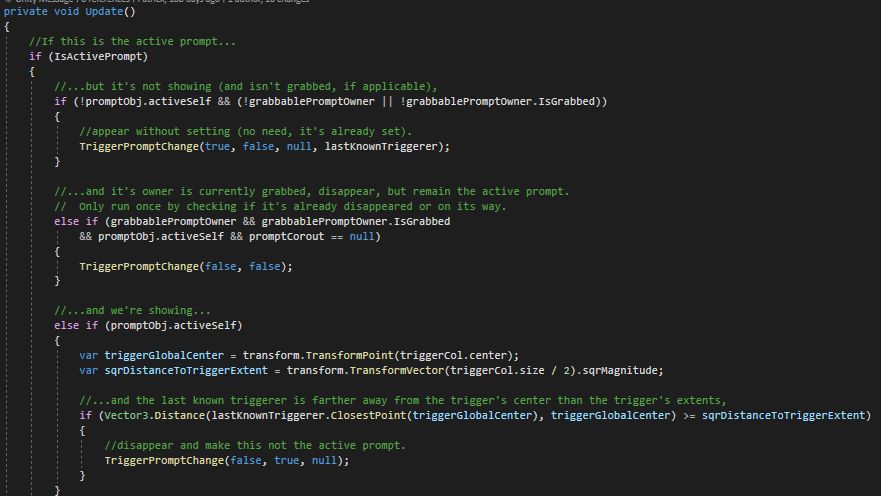 private void Update()
{
//If this is the active prompt...
if (IsActivePrompt)
{
//...but it's not showing (and isn't grabbed, if applicable),
if (!promptObj.activeSelf && (!grabbablePromptOwner || !grabbablePromptOwner.IsGrabbed))
{
//appear without setting (no need, it's already set).
TriggerPromptChange(true, false, null, lastKnownTriggerer);
}
//...and it's owner is currently grabbed, disappear, but remain the active prompt.
//  Only run once by checking if it's already disappeared or on its way.
else if (grabbablePromptOwner && grabbablePromptOwner.IsGrabbed
&& promptObj.activeSelf && promptCorout == null)
{
TriggerPromptChange(false, false);
}
//...and we're showing...
else if (promptObj.activeSelf)
{
var triggerGlobalCenter = transform.TransformPoint(triggerCol.center);
var sqrDistanceToTriggerExtent = transform.TransformVector(triggerCol.size / 2).sqrMagnitude;
//...and the last known triggerer is farther away from the trigger's center than the trigger's extents,
if (Vector3.Distance(lastKnownTriggerer.ClosestPoint(triggerGlobalCenter), triggerGlobalCenter) >= sqrDistanceToTriggerExtent)
{
//disappear and make this not the active prompt.
TriggerPromptChange(false, true, null);
}
}